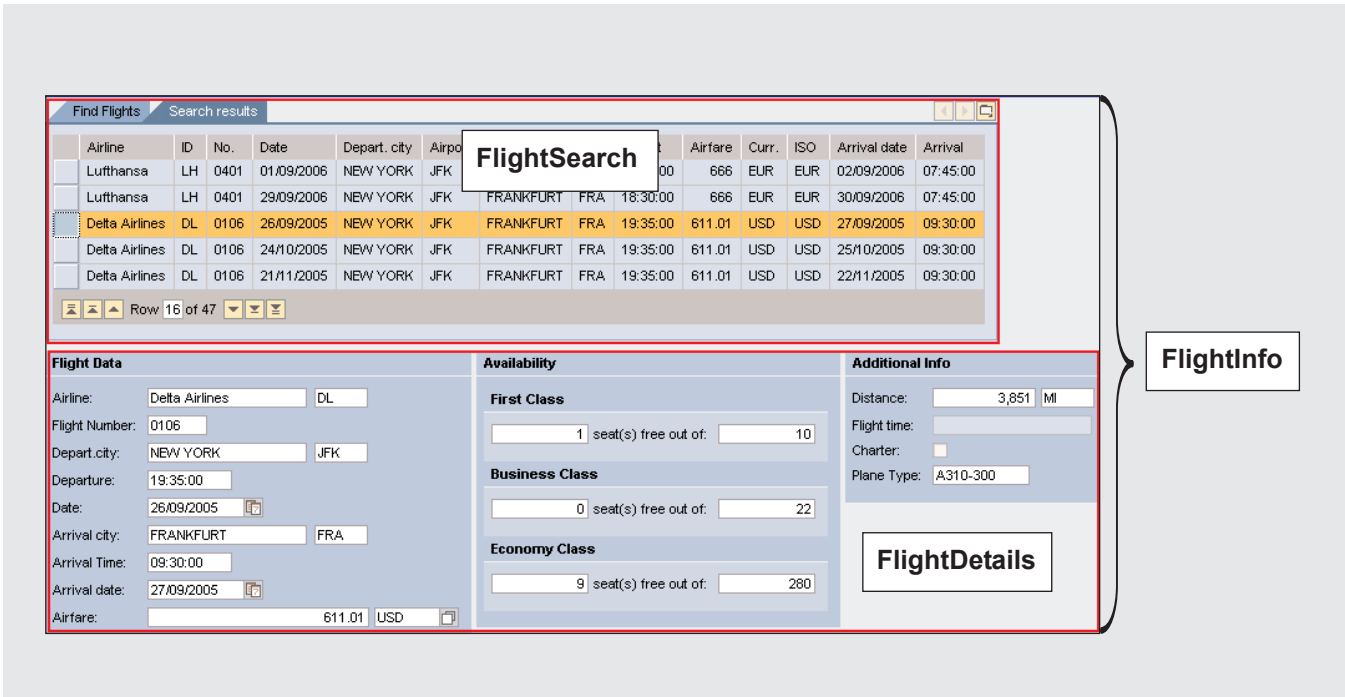 Find Flights Search results
Airline ID No. Date Depart. city Airpo Airfare Curr. ISO Arrival date Arrival
FlightSearch
Lufthansa LH 0401 01/09/2006 NEW YORK JFK 666 EUR EUR 02/09/2006 07:45:00
Lufthansa LH 0401 29/09/2006 NEW YORK JFK FRANKFURT FRA 18:30:00 666 EUR EUR 30/09/2006 07:45:00
Delta Airlines DL 0106 26/09/2005 NEW YORK JFK FRANKFURT FRA 19:35:00 611.01 USD USD 27/09/2005 09:30:00
Delta Airlines DL 0106 24/10/2005 NEW YORK JFK FRANKFURT FRA 19:35:00 611.01 USD USD 25/10/2005 09:30:00
Delta Airlines DL 0106 21/11/2005 NEW YORK JFK FRANKFURT FRA 19:35:00 611.01 USD USD 22/11/2005 09:30:00
Row 16 of 47
FlightInfo
Flight Data
Airline: Delta Airlines DL
Flight Number: 0106
Depart.city: NEW YORK JFK
Departure: 19:35:00
Date: 26/09/2005
Arrival city: FRANKFURT FRA
Arrival Time: 09:30:00
Arrival date: 27/09/2005
Airfare: 611.01 USD
Availability
First Class
1 seat(s) free out of: 10
Business Class
0 seat(s) free out of: 22
Economy Class
9 seat(s) free out of: 280
Additional Info
Distance: 3,851 MI
Flight time:
Charter:
Plane Type: A310-300
FlightDetails